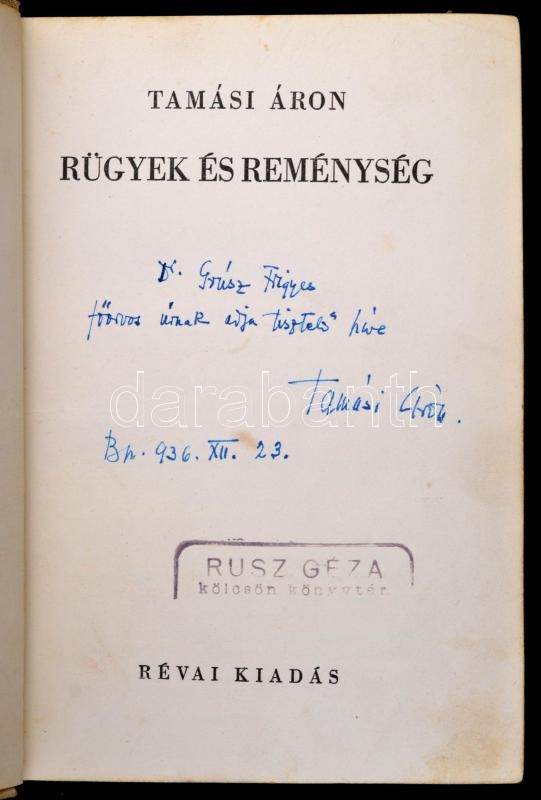 TAMÁSI ÁRON
RÜGYEK ÉS REMÉNYSÉG
Dr. Grúsz Frigyes
főorvos úrnak adja tisztelő híve
darabanth
Tamási Áron.
Bp. 936. XII. 23.
RUSZ GÉZA
kölcsön könyvtár
RÉVAI KIADÁS